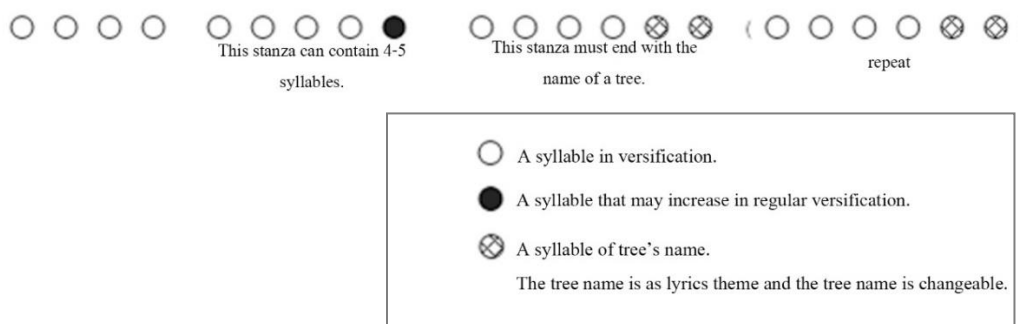 This stanza can contain 4-5
syllables.
This stanza must end with the
name of a tree.
(
repeat
A syllable in versification.
A syllable that may increase in regular versification.
A syllable of tree's name.
The tree name is as lyrics theme and the tree name is changeable.